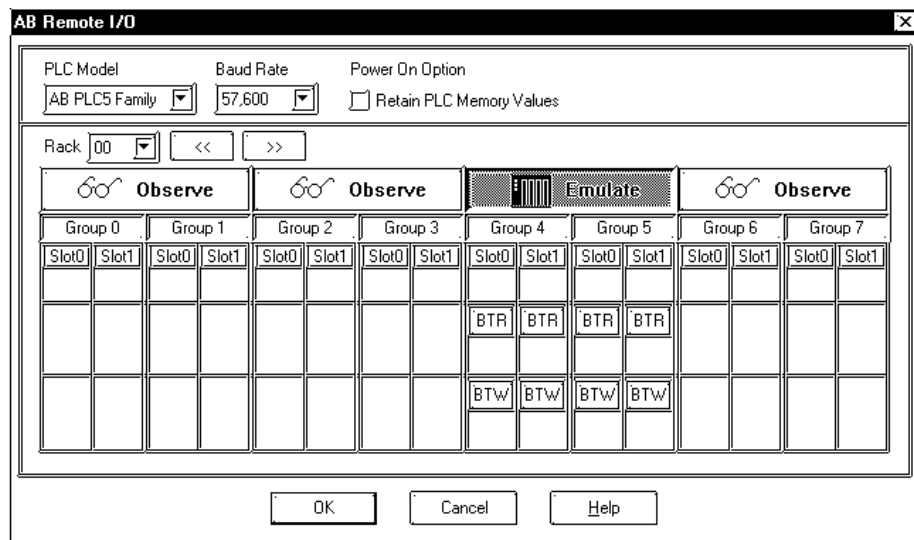 AB Remote I/O
PLC Model Baud Rate Power On Option
AB PLC5 Family 57,600 Retain PLC Memory Values
Rack 00 << >>
Observe Observe Emulate Observe
Group 0 Group 1 Group 2 Group 3 Group 4 Group 5 Group 6 Group 7
Slot0 Slot1 Slot0 Slot1 Slot0 Slot1 Slot0 Slot1 Slot0 Slot1 Slot0 Slot1 Slot0 Slot1 Slot0 Slot1
BTR BTR BTR BTR
BTW BTW BTW BTW
OK Cancel Help